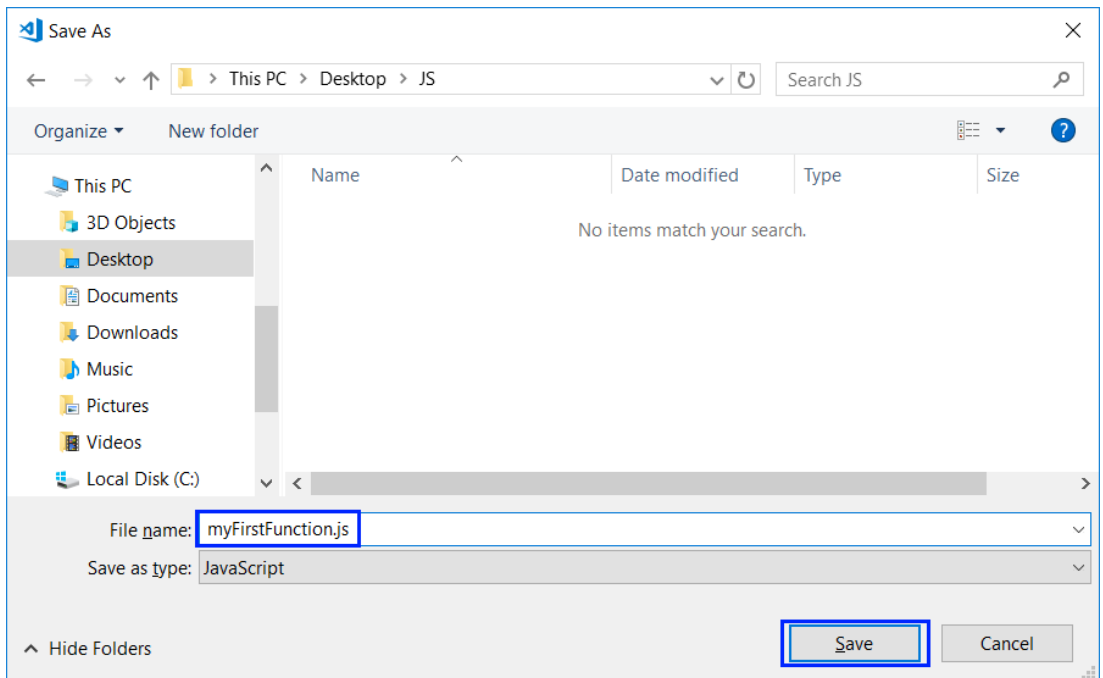 Save As
This PC > Desktop > JS
Search JS
Organize
New folder
Name
Date modified
Type
Size
This PC
3D Objects
Desktop
Documents
Downloads
Music
Pictures
Videos
Local Disk (C:)
No items match your search.
File name: myFirstFunction.js
Save as type: JavaScript
Hide Folders
Save
Cancel